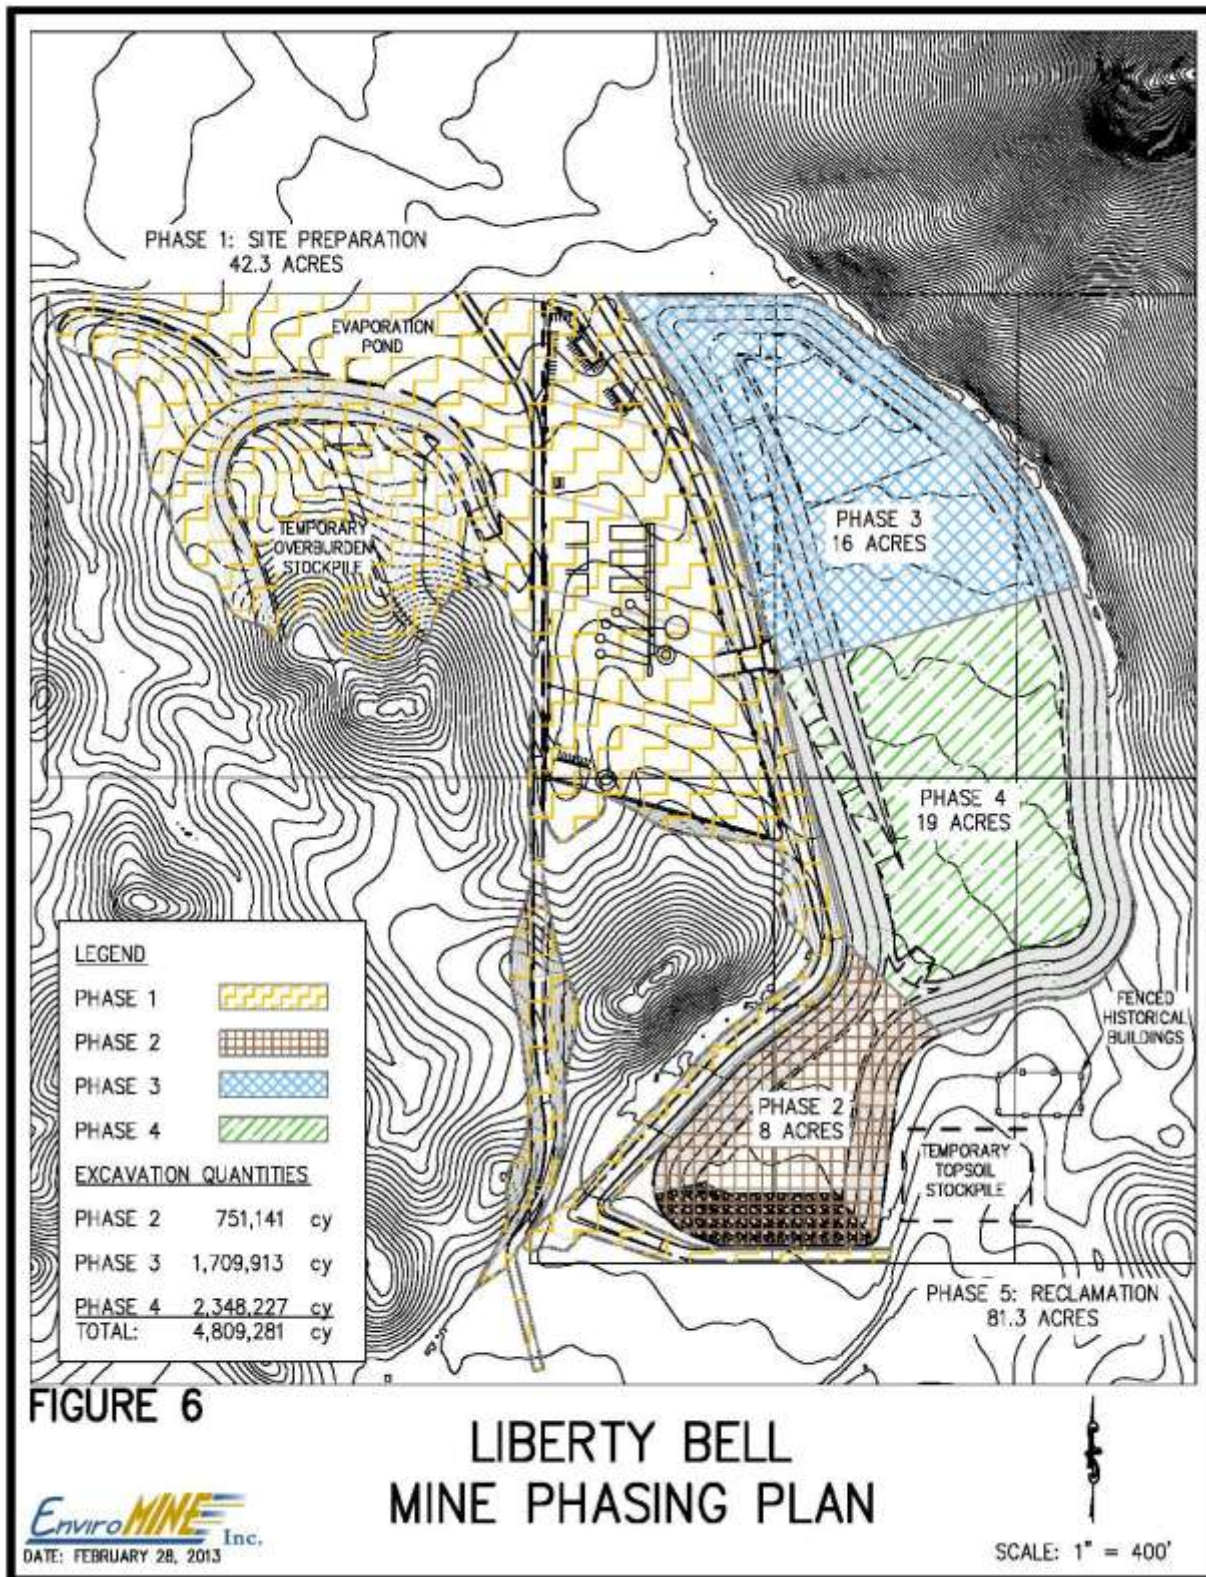 PHASE 1: SITE PREPARATION
42.3 ACRES
EVAPORATION
POND
TEMPORARY
OVERBURDEN
STOCKPILE
PHASE 3
16 ACRES
PHASE 4
19 ACRES
FENCED
HISTORICAL
BUILDINGS
PHASE 2
8 ACRES
TEMPORARY
TOPSOIL
STOCKPILE
PHASE 5: RECLAMATION
81.3 ACRES
LEGEND
PHASE 1
PHASE 2
PHASE 3
PHASE 4
EXCAVATION QUANTITIES
PHASE 2 751,141 cy
PHASE 3 1,709,913 cy
PHASE 4 2,348,227 cy
TOTAL: 4,809,281 cy
FIGURE 6
LIBERTY BELL
MINE PHASING PLAN
EnviroMINE Inc.
DATE: FEBRUARY 28, 2013
SCALE: 1" = 400'